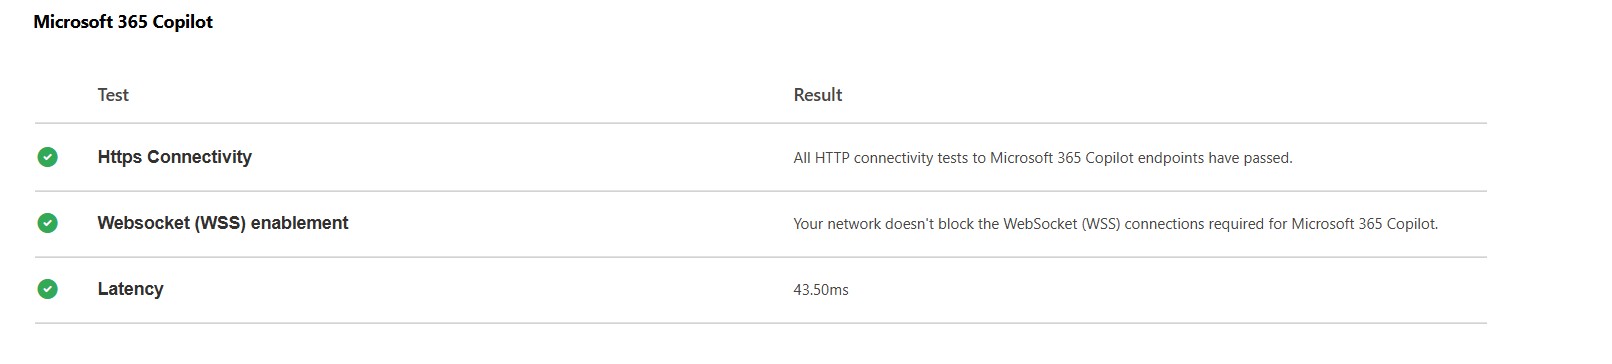 Microsoft 365 Copilot
Test Result
Https Connectivity All HTTP connectivity tests to Microsoft 365 Copilot endpoints have passed.
Websocket (WSS) enablement Your network doesn't block the WebSocket (WSS) connections required for Microsoft 365 Copilot.
Latency 43.50ms